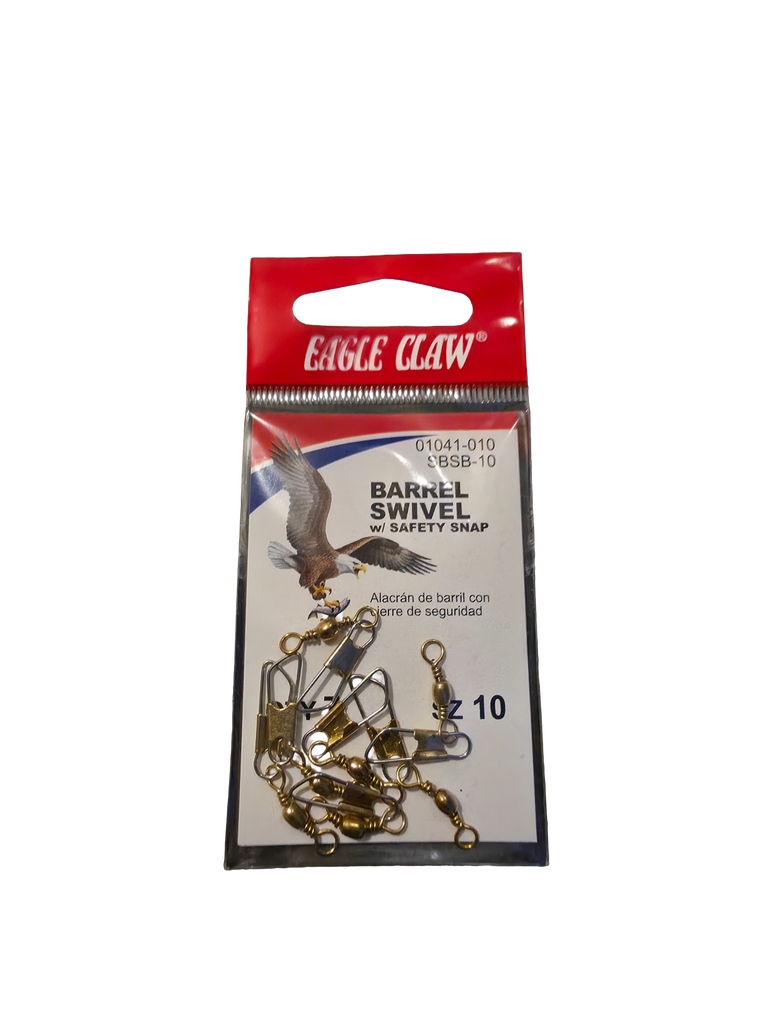 EAGLE CLAW®
01041-010
SBSB-10
BARREL
SWIVEL
w/ SAFETY SNAP
Alacrán de barril con
cierre de seguridad
SZ 10